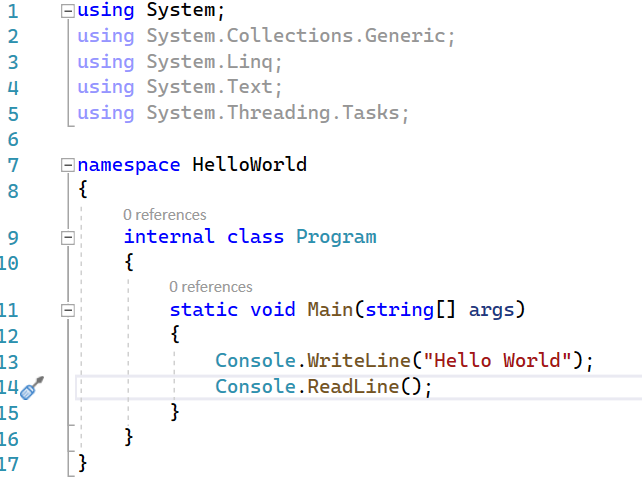 1 using System;
2 using System.Collections.Generic;
3 using System.Linq;
4 using System.Text;
5 using System.Threading.Tasks;
6
7 namespace HelloWorld
8 {
0 references
9 internal class Program
10 {
0 references
11 static void Main(string[] args)
12 {
13 Console.WriteLine("Hello World");
14 Console.ReadLine();
15 }
16 }
17 }